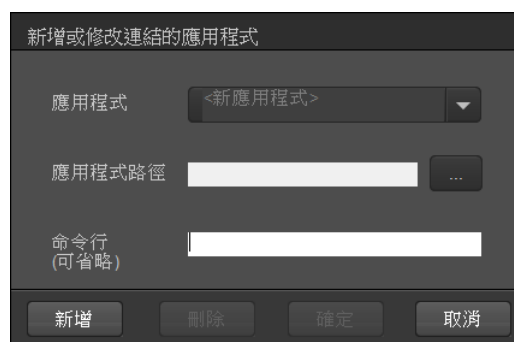 新增或修改連結的應用程式
應用程式
<新應用程式>
應用程式路徑
...
命令行
(可省略)
新增
刪除
確定
取消